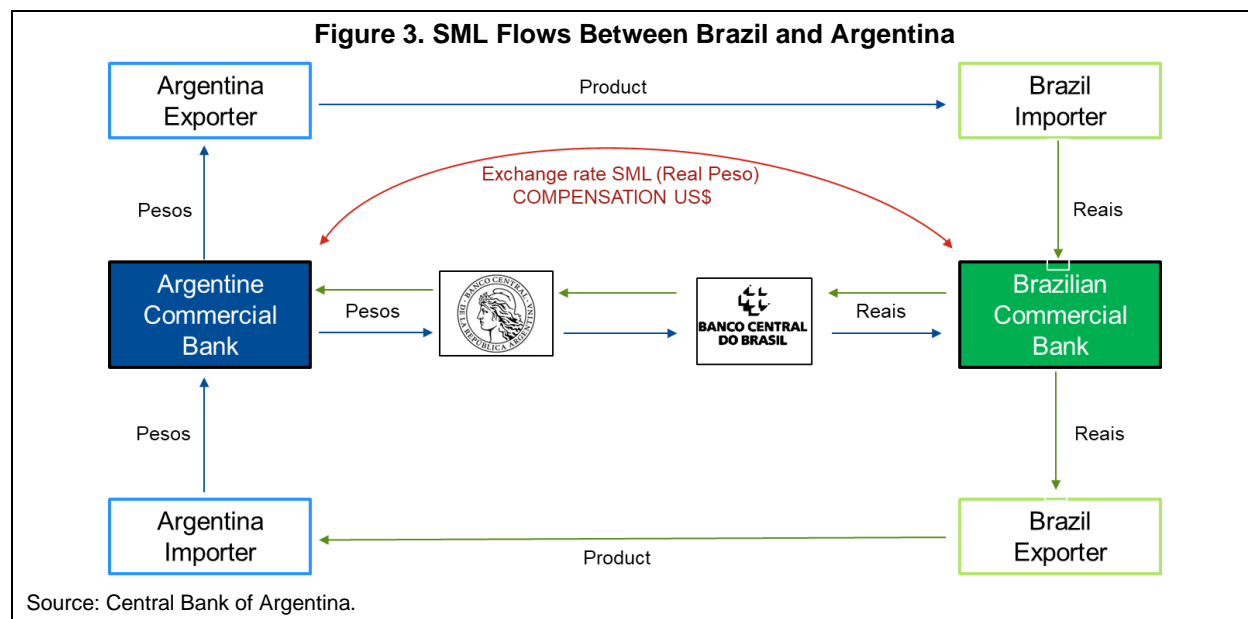 Figure 3. SML Flows Between Brazil and Argentina
Argentina
Exporter
Product
Brazil
Importer
Exchange rate SML (Real Peso)
COMPENSATION US$
Pesos
Reais
Argentine
Commercial
Bank
Pesos
BANCO CENTRAL
DE LA REPÚBLICA ARGENTINA
BANCO CENTRAL
DO BRASIL
Reais
Brazilian
Commercial
Bank
Pesos
Reais
Argentina
Importer
Product
Brazil
Exporter
Source: Central Bank of Argentina.